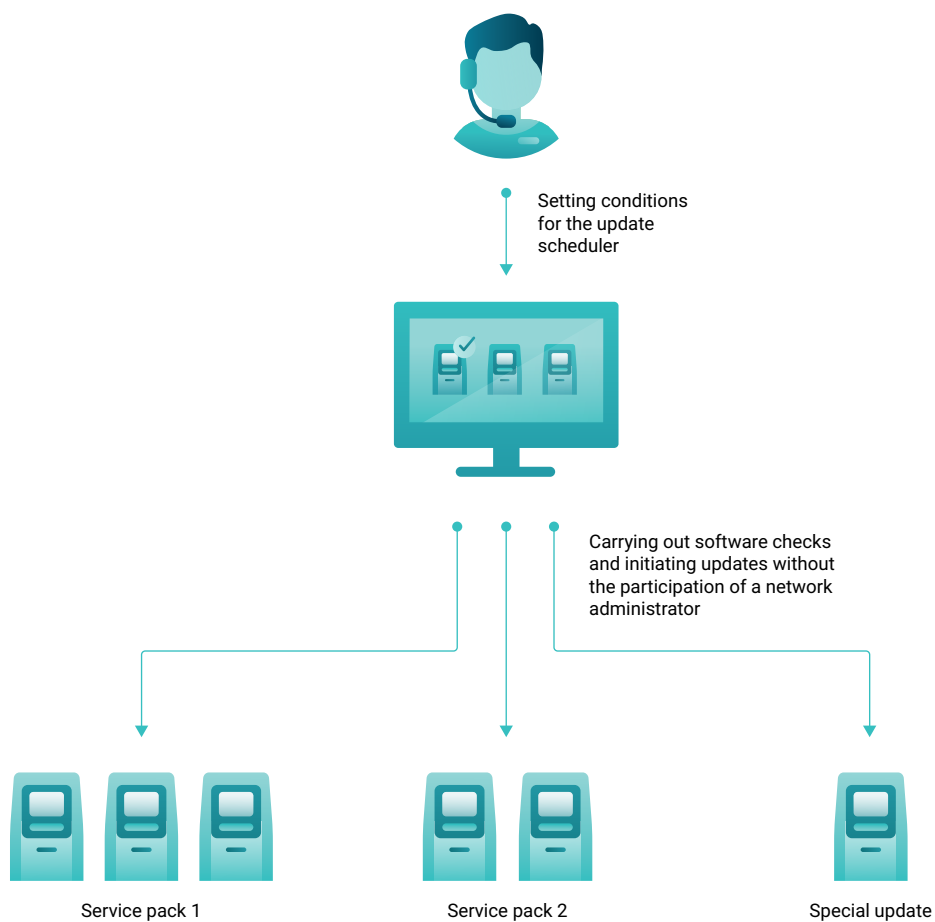 Setting conditions
for the update
scheduler
Carrying out software checks
and initiating updates without
the participation of a network
administrator
Service pack 1
Service pack 2
Special update